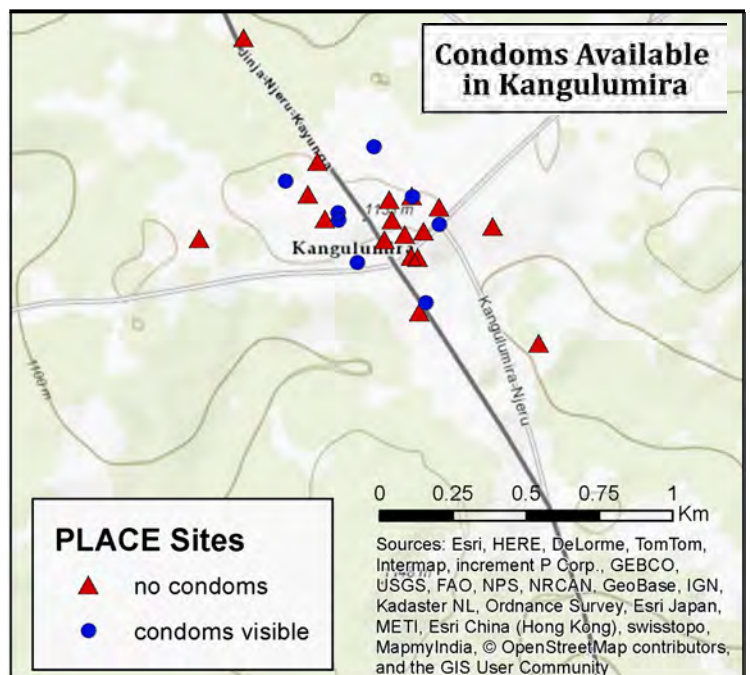 Condoms Available
in Kangulumira
Jinja-Njeru-Kayunga
Kangulumira
Kangulumira-Njeru
1100 m
0 0.25 0.5 0.75 1
Km
PLACE Sites
no condoms
condoms visible
Sources: Esri, HERE, DeLorme, TomTom,
Intermap, increment P Corp., GEBCO,
USGS, FAO, NPS, NRCAN, GeoBase, IGN,
Kadaster NL, Ordnance Survey, Esri Japan,
METI, Esri China (Hong Kong), swisstopo,
MapmyIndia, © OpenStreetMap contributors,
and the GIS User Community